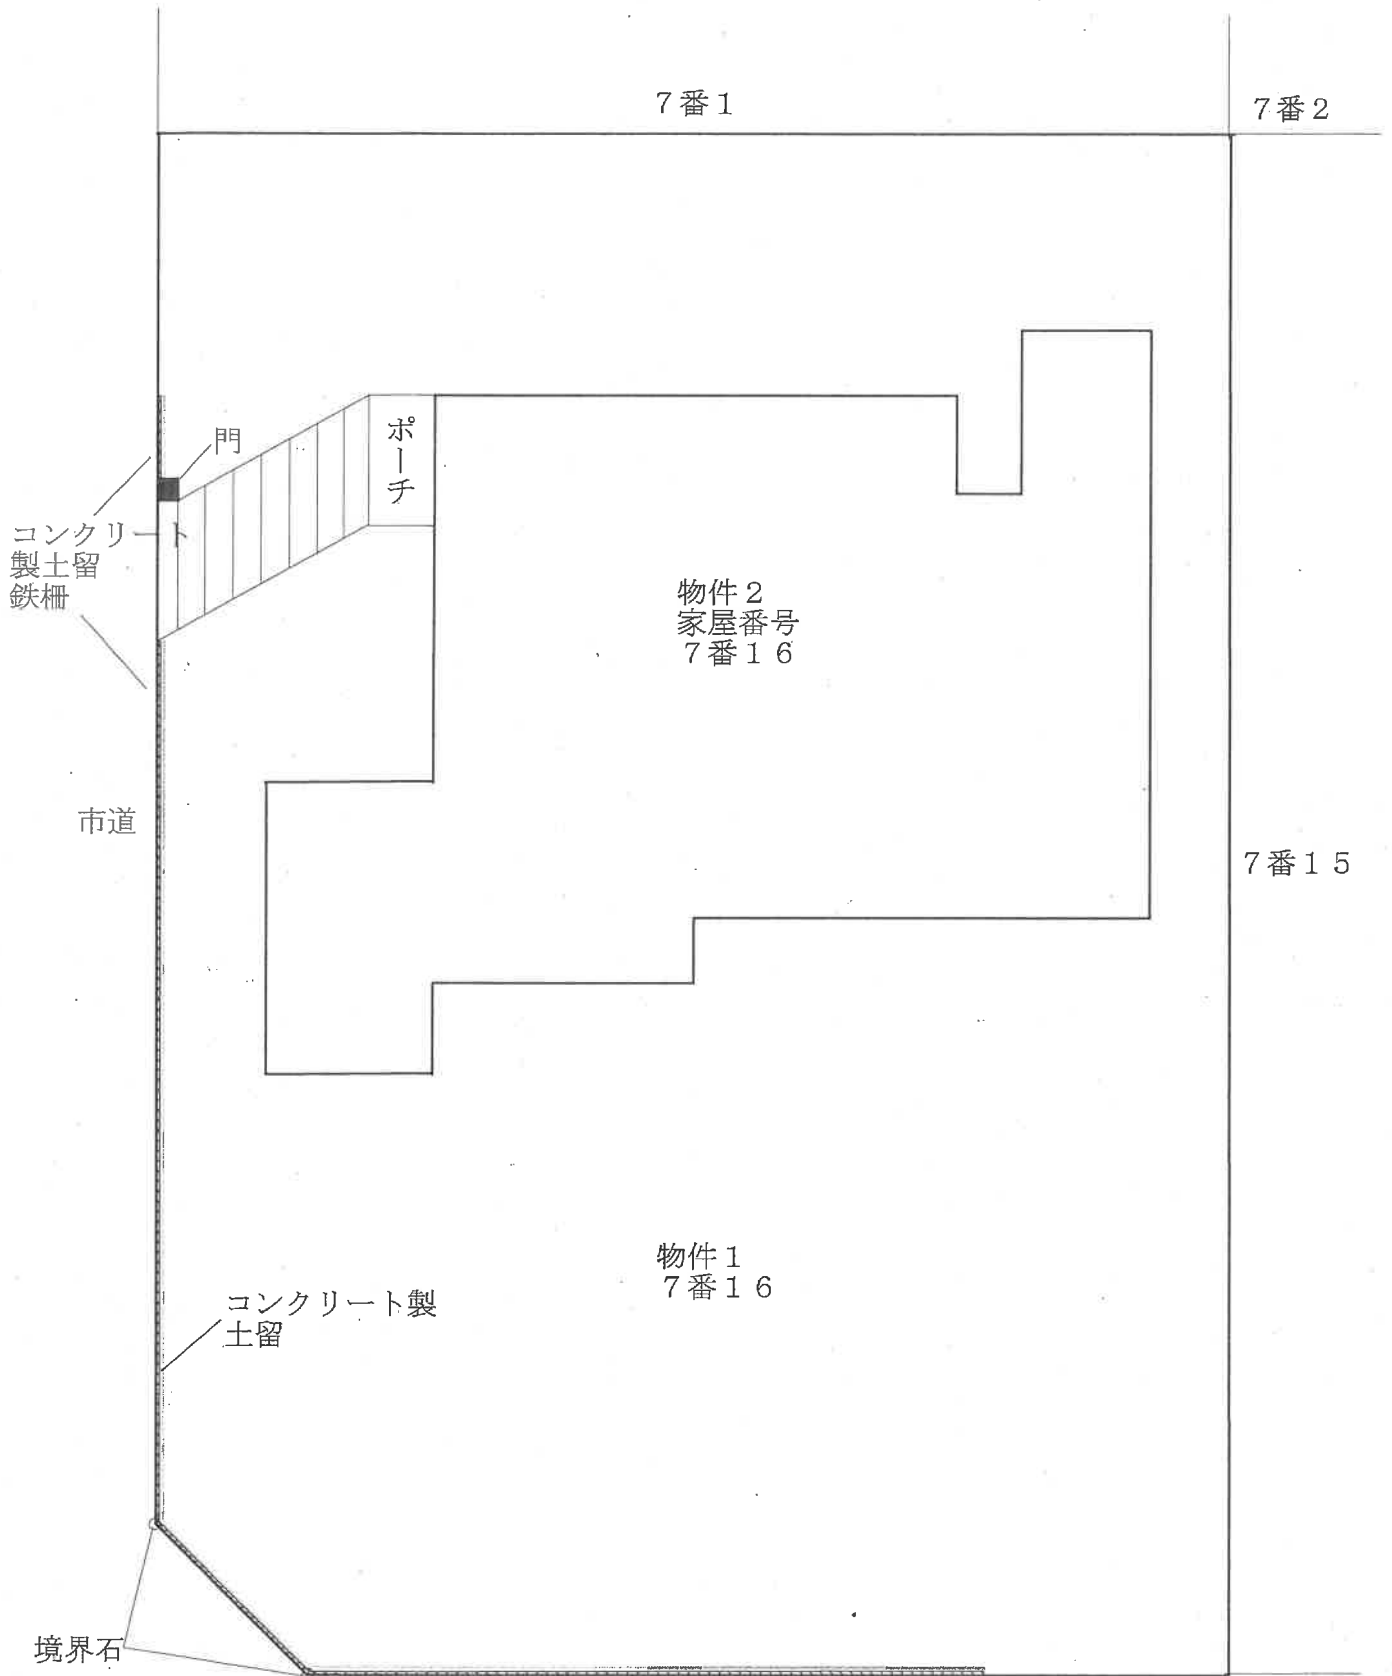 7番1
7番2
門
ポーチ
コンクリート
製土留
鉄柵
物件2
家屋番号
7番16
市道
7番15
物件1
7番16
コンクリート製
土留
境界石